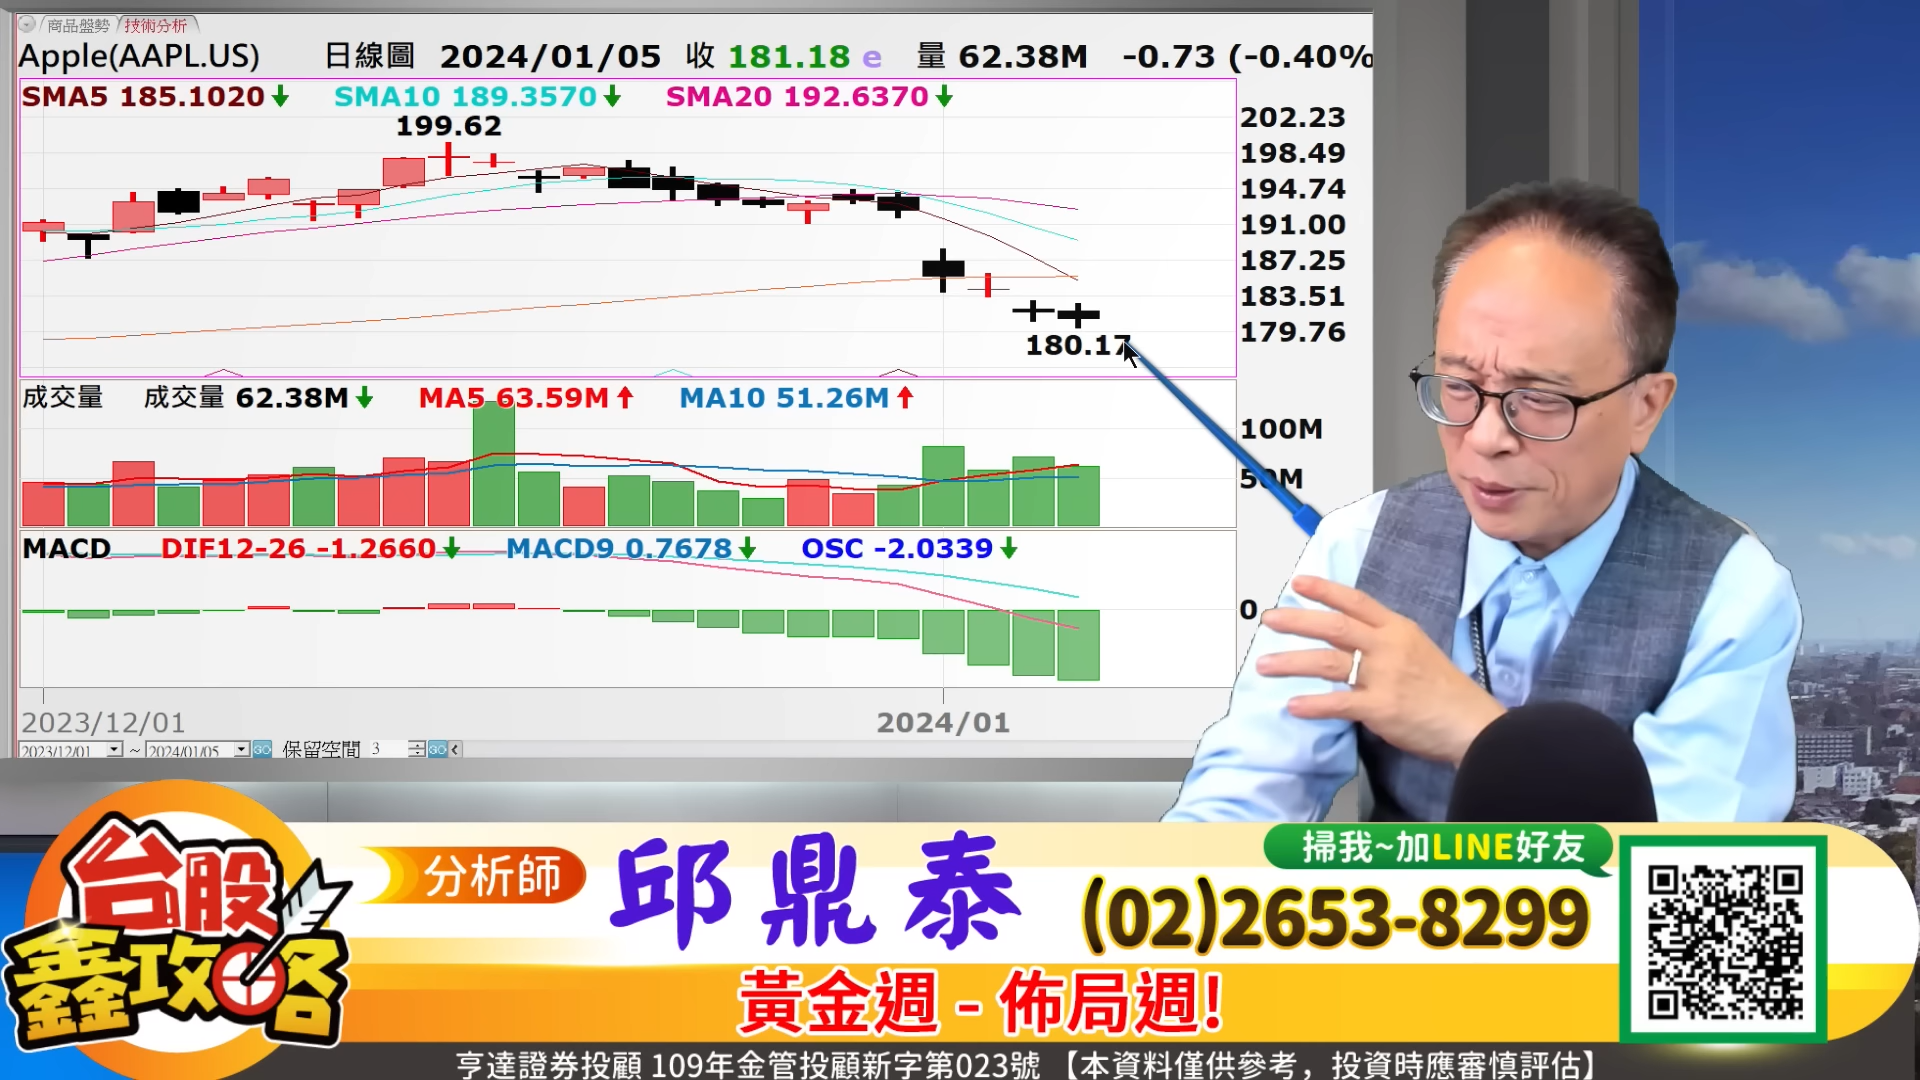 商品盤勢 技術分析
Apple(AAPL.US) 日線圖 2024/01/05 收 181.18 e 量 62.38M -0.73 (-0.40%
SMA5 185.1020↓ SMA10 189.3570↓ SMA20 192.6370↓
199.62
202.23
198.49
194.74
191.00
187.25
183.51
179.76
180.17
成交量 成交量 62.38M↓ MA5 63.59M↑ MA10 51.26M↑
100M
50M
MACD DIF12-26 -1.2660↓ MACD9 0.7678↓ OSC -2.0339↓
0
2023/12/01 2024/01
2023/12/01 ~ 2024/01/05 GO 保留空間 3 GO <
台股
鑫攻略
分析師 邱鼎泰
掃我~加LINE好友
(02)2653-8299
黃金週 - 佈局週!
亨達證券投顧 109年金管投顧新字第023號 【本資料僅供參考，投資時應審慎評估】